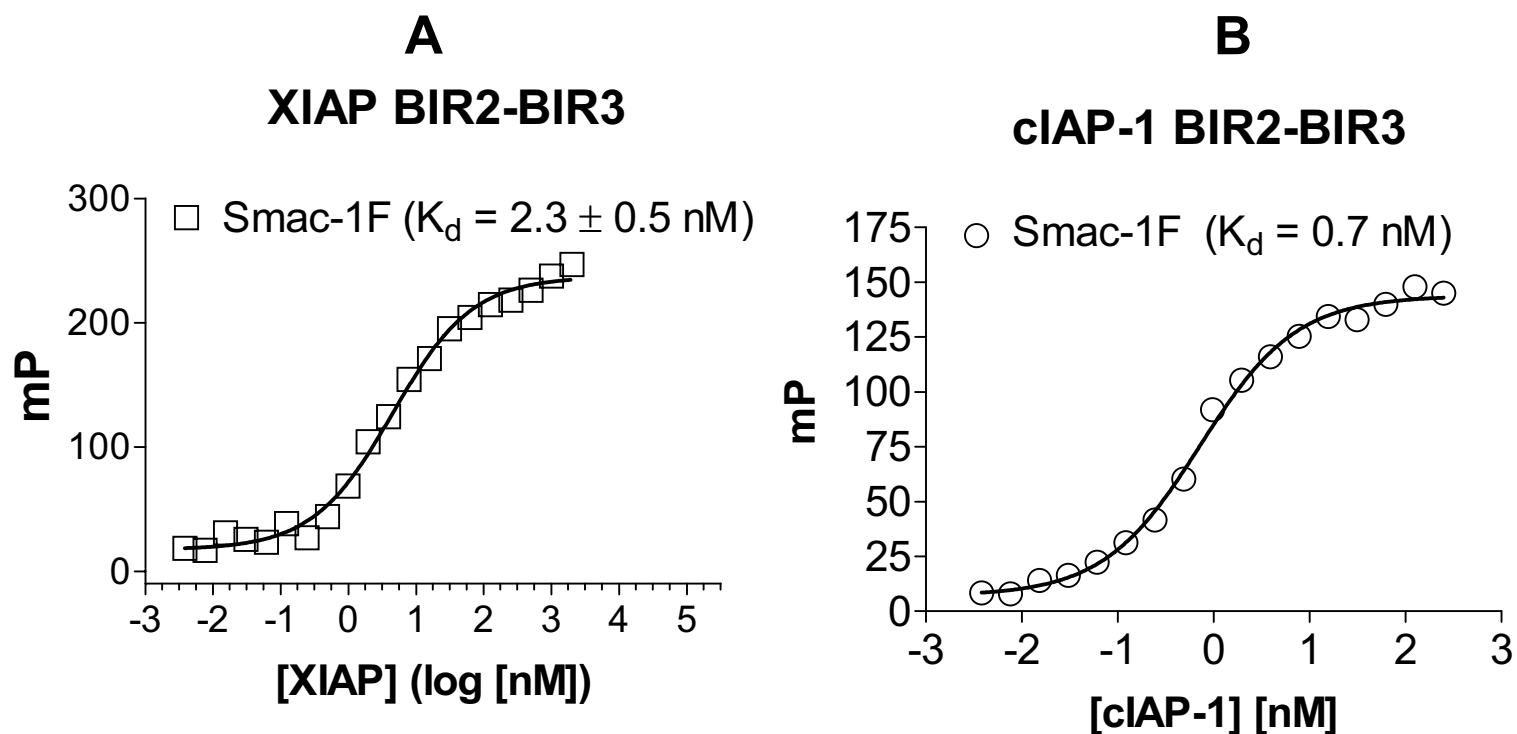 A
XIAP BIR2-BIR3
Smac-1F (Kd = 2.3 ± 0.5 nM)
300
200
100
0
mP
-3 -2 -1 0 1 2 3 4 5
[XIAP] (log [nM])
B
cIAP-1 BIR2-BIR3
Smac-1F (Kd = 0.7 nM)
175
150
125
100
75
50
25
0
mP
-3 -2 -1 0 1 2 3
[cIAP-1] [nM]